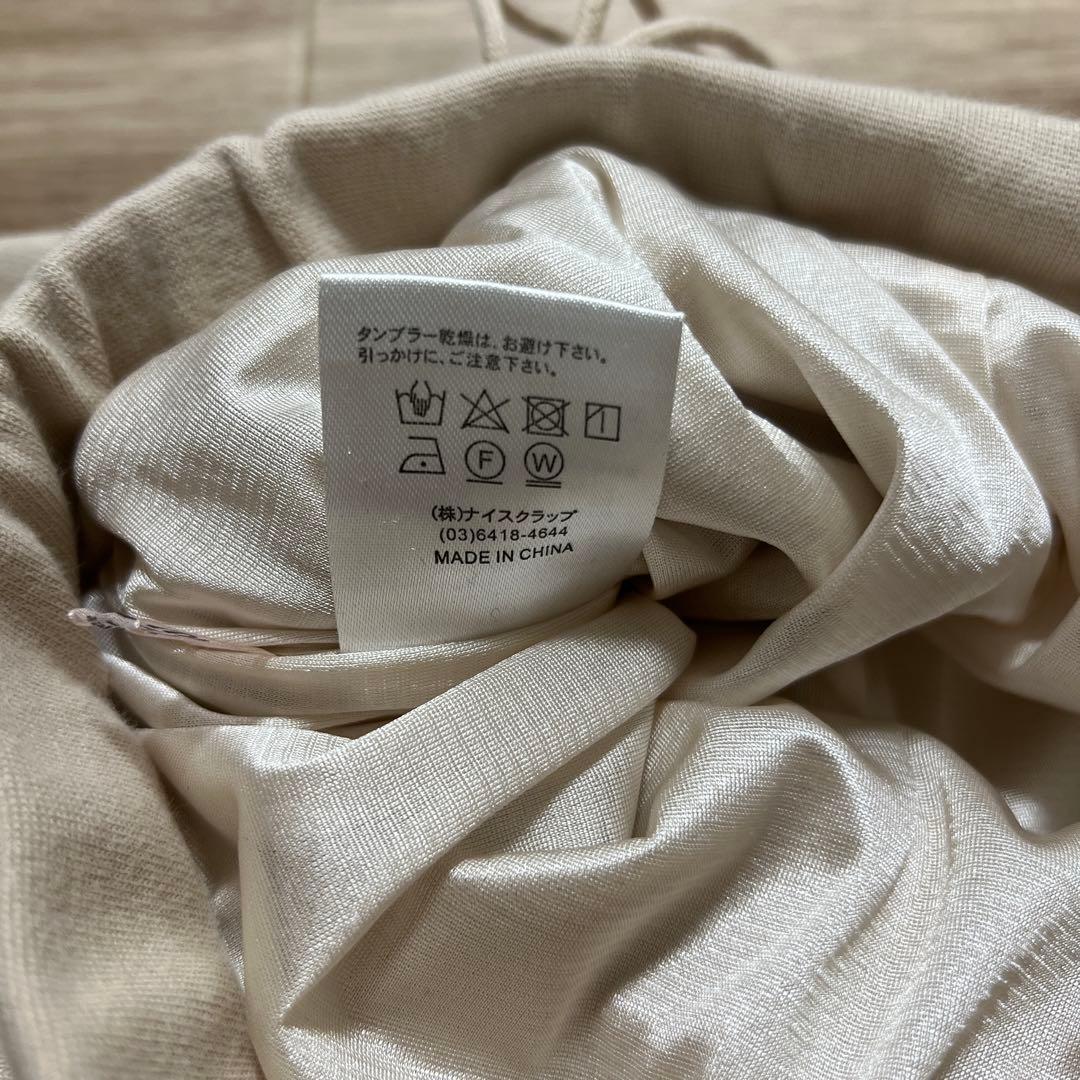 タンブラー乾燥は、お避け下さい。
引っかけに、ご注意下さい。
F W
(株)ナイスクラップ
(03)6418-4644
MADE IN CHINA